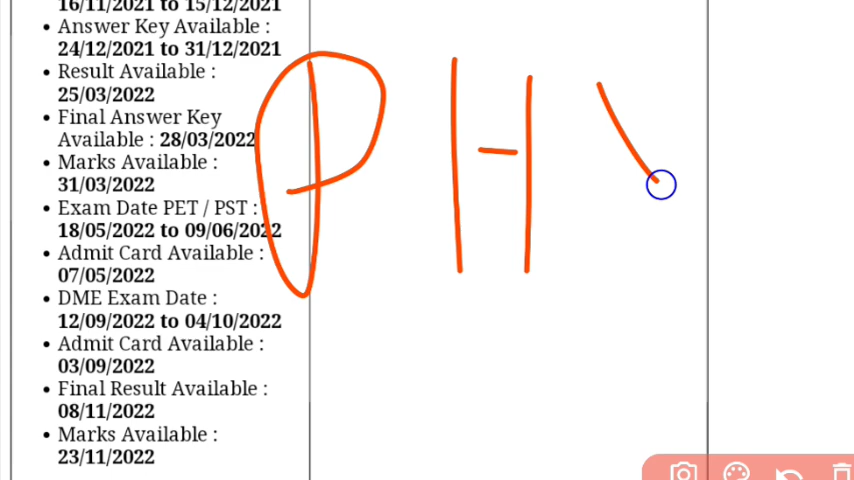 16/11/2021 to 15/12/2021
Answer Key Available :
24/12/2021 to 31/12/2021
Result Available :
25/03/2022
Final Answer Key
Available : 28/03/2022
Marks Available :
31/03/2022
Exam Date PET / PST :
18/05/2022 to 09/06/2022
Admit Card Available :
07/05/2022
DME Exam Date :
12/09/2022 to 04/10/2022
Admit Card Available :
03/09/2022
Final Result Available :
08/11/2022
Marks Available :
23/11/2022
P H